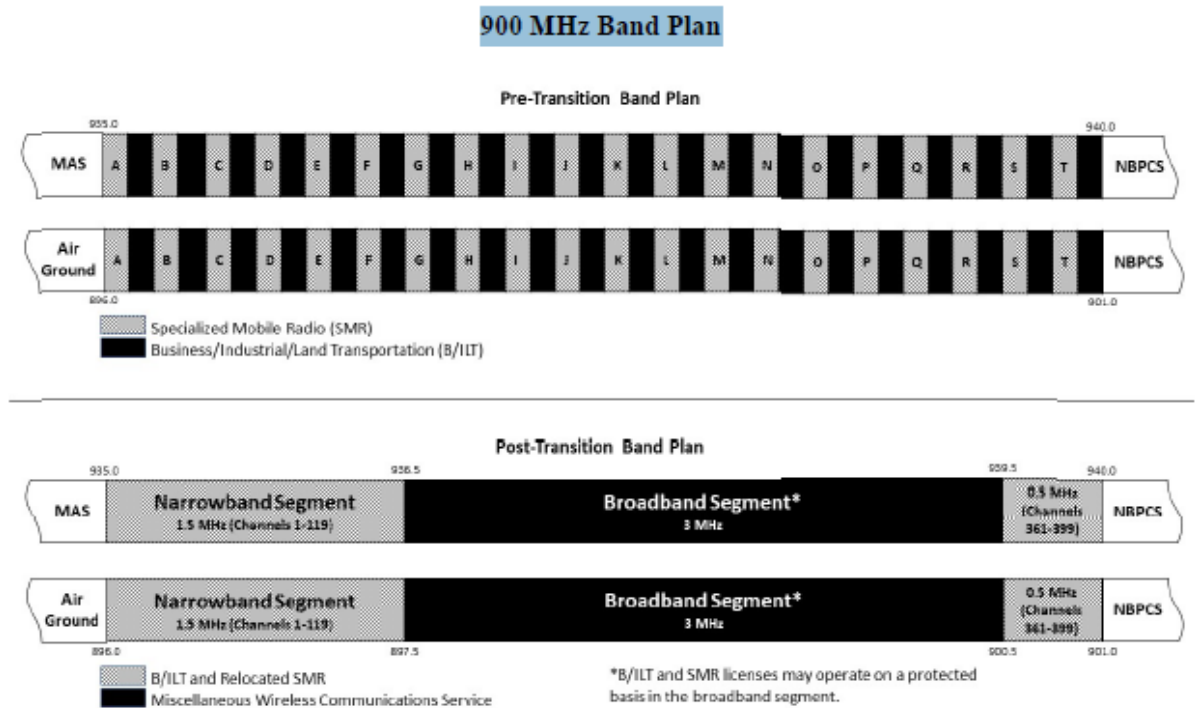 900 MHz Band Plan
Pre-Transition Band Plan
935.0 940.0
MAS A B C D E F G H I J K L M N O P Q R S T NBPCS
Air
Ground A B C D E F G H I J K L M N O P Q R S T NBPCS
896.0 901.0
Specialized Mobile Radio (SMR)
Business/Industrial/Land Transportation (B/ILT)
Post-Transition Band Plan
935.0 936.5 939.5 940.0
MAS
Narrowband Segment
1.5 MHz (Channels 1-119)
Broadband Segment*
3 MHz
0.5 MHz
(Channels
361-399)
NBPCS
Air
Ground
Narrowband Segment
1.5 MHz (Channels 1-119)
Broadband Segment*
3 MHz
0.5 MHz
(Channels
361-399)
NBPCS
896.0 897.5 900.5 901.0
B/ILT and Relocated SMR
Miscellaneous Wireless Communications Service
*B/ILT and SMR licenses may operate on a protected
basis in the broadband segment.